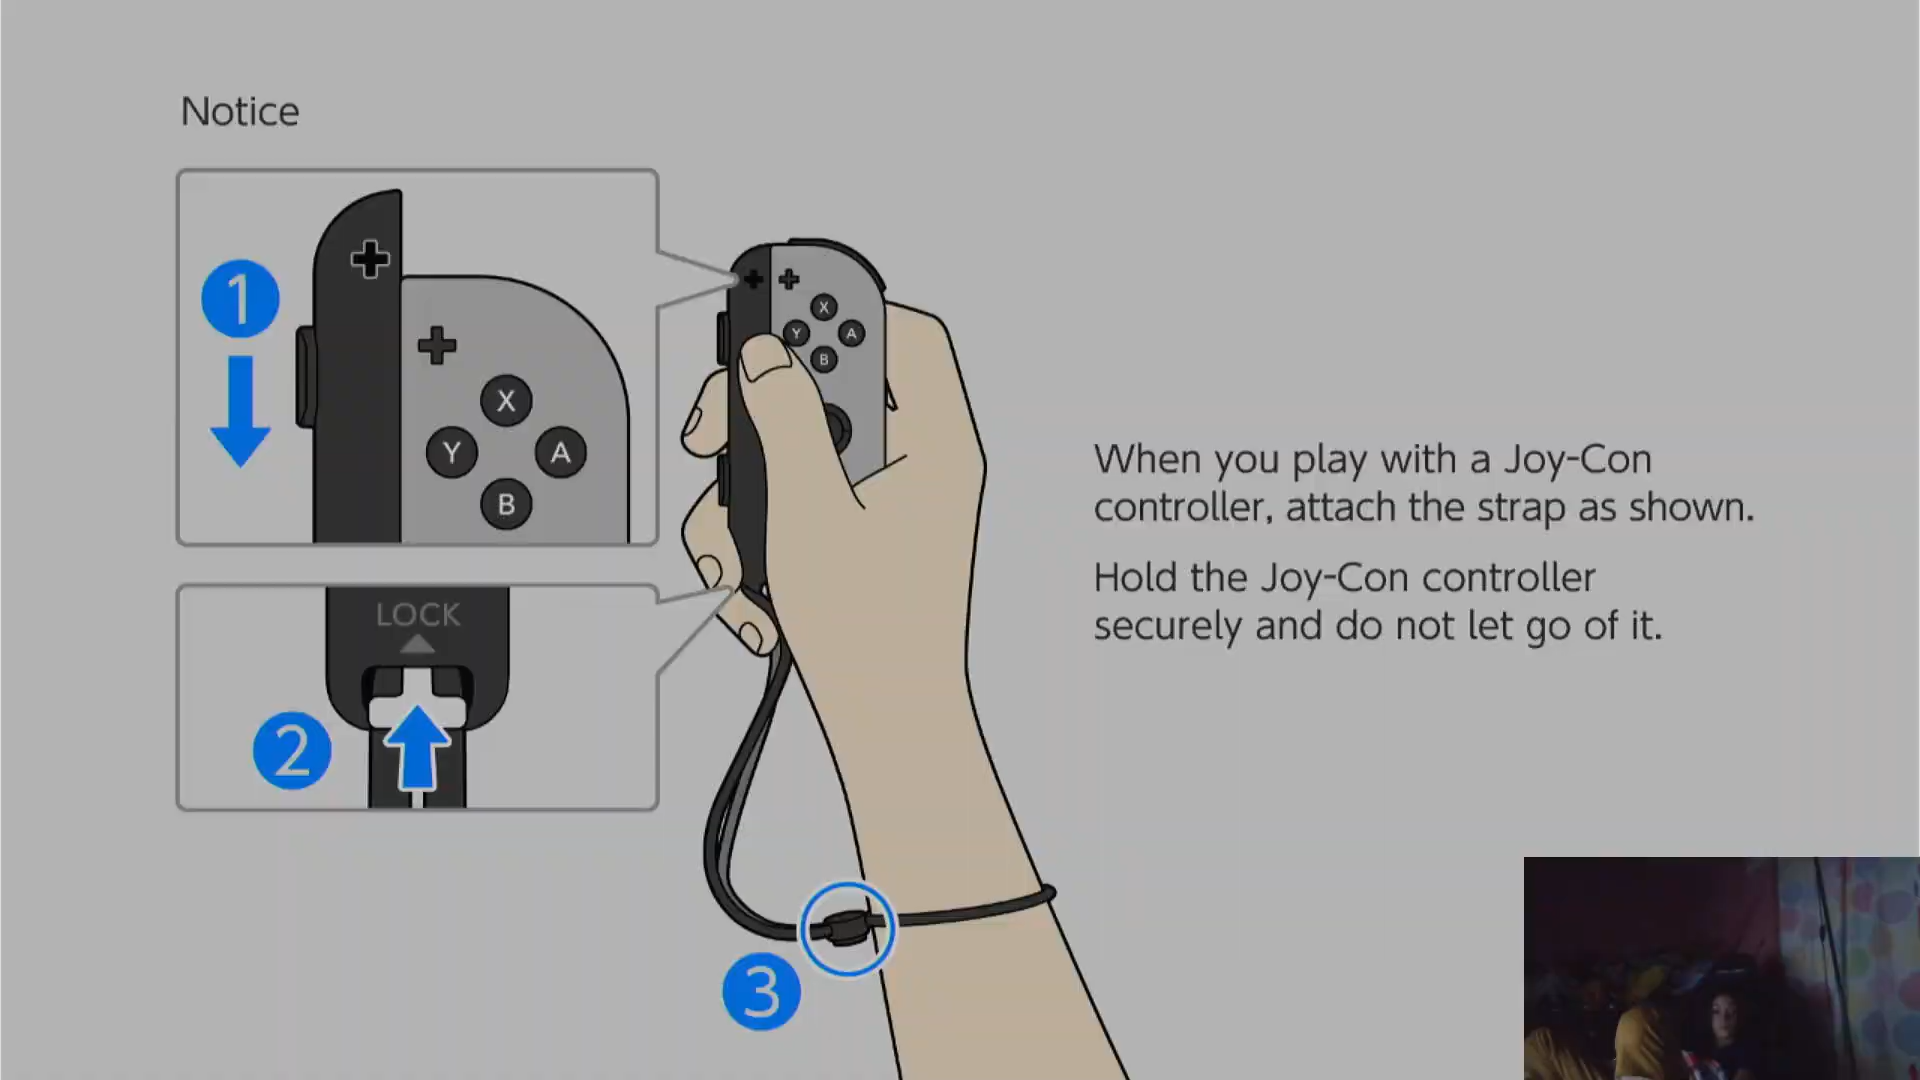 Notice
1
X
Y
A
B
X
Y
A
B
When you play with a Joy-Con
controller, attach the strap as shown.
Hold the Joy-Con controller
securely and do not let go of it.
LOCK
2
3